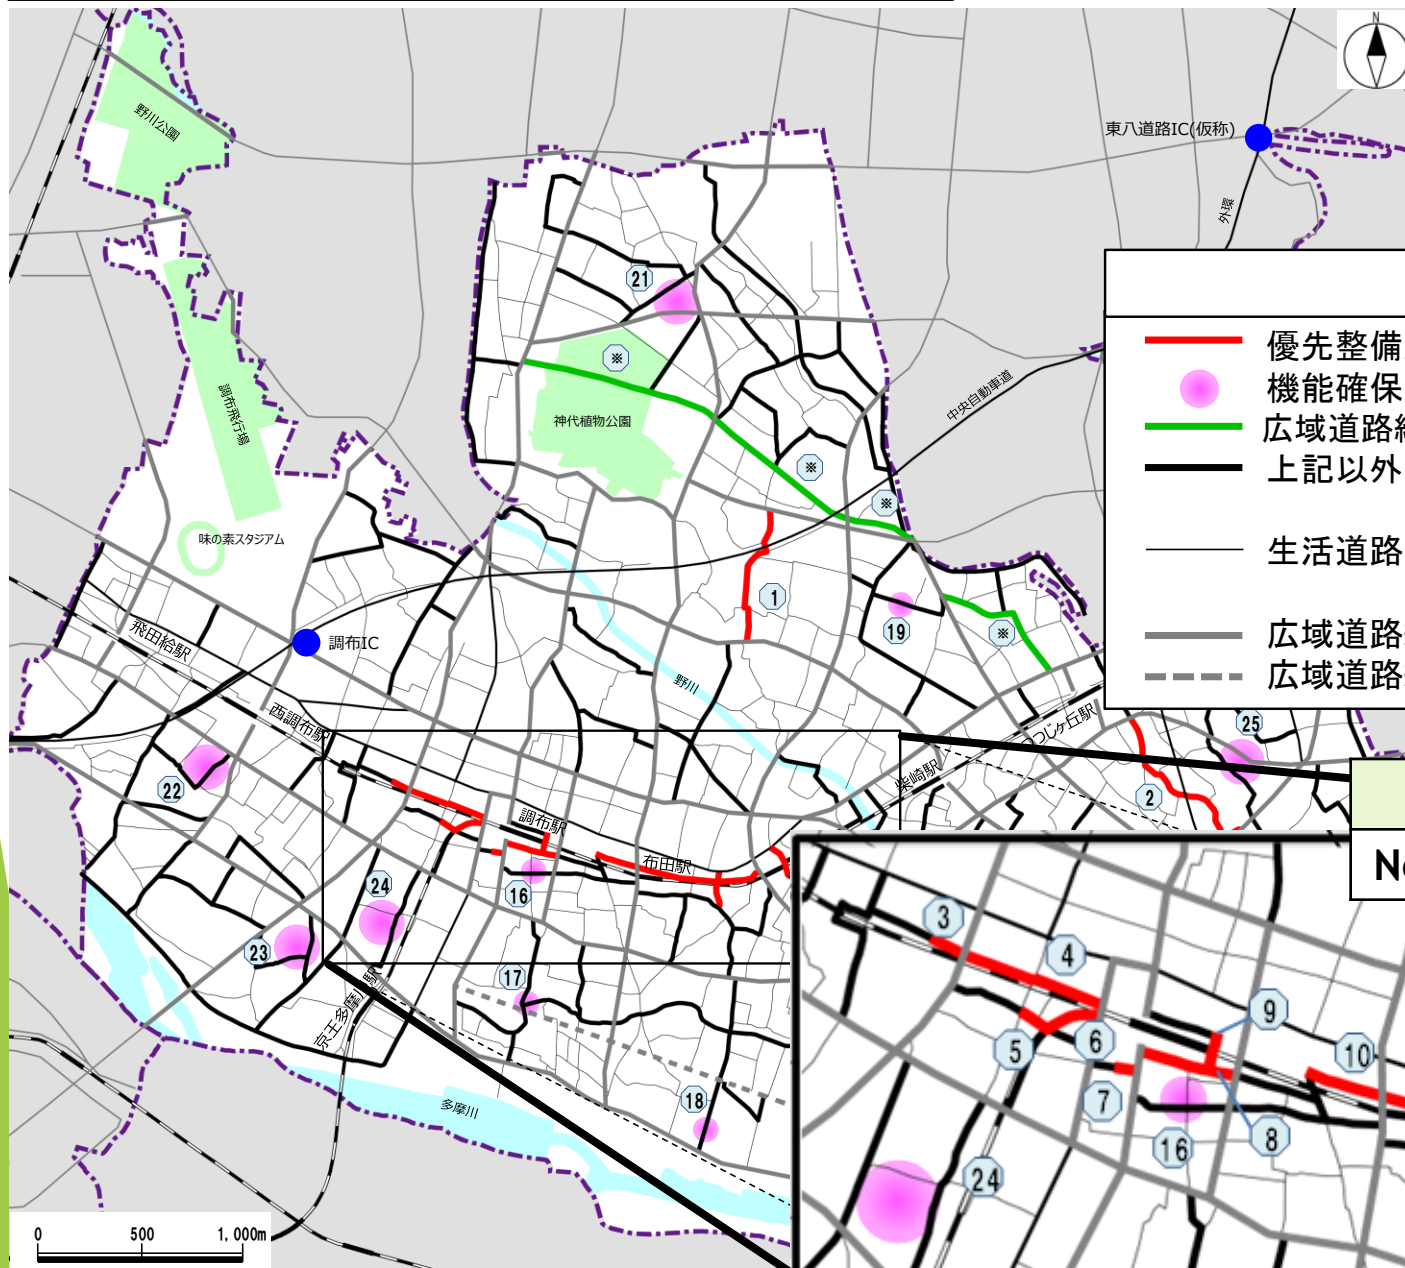 N
野川公園
東八道路IC(仮称)
外環
21
※
調布飛行場
神代植物公園
中央自動車道
※
※
味の素スタジアム
1
19
※
飛田給駅
調布IC
野川
西調布駅
つつじヶ丘駅
25
柴崎駅
22
2
調布駅
布田駅
24
16
23
17
京王多摩川駅
18
多摩川
優先整備
機能確保
広域道路
上記以外
生活道路
広域道路
広域道路
3
4
9
5
6
10
7
8
16
24
0 500 1,000m